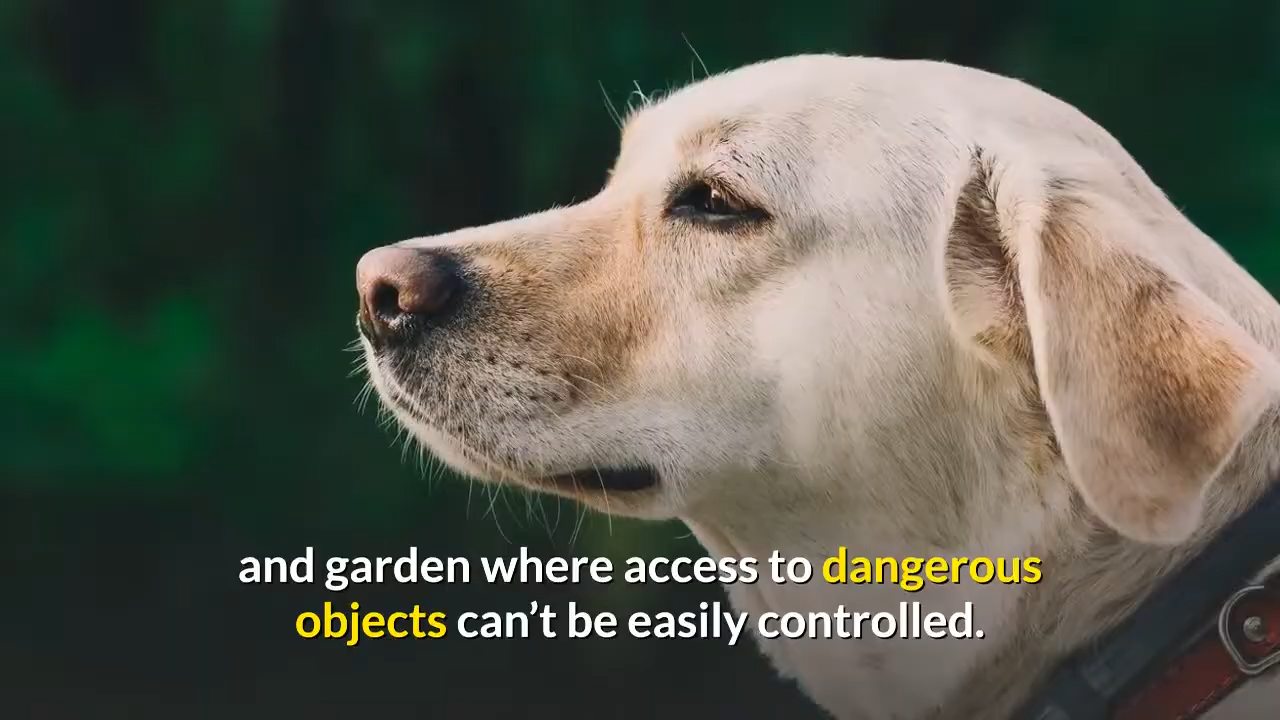 and garden where access to dangerous
objects can’t be easily controlled.